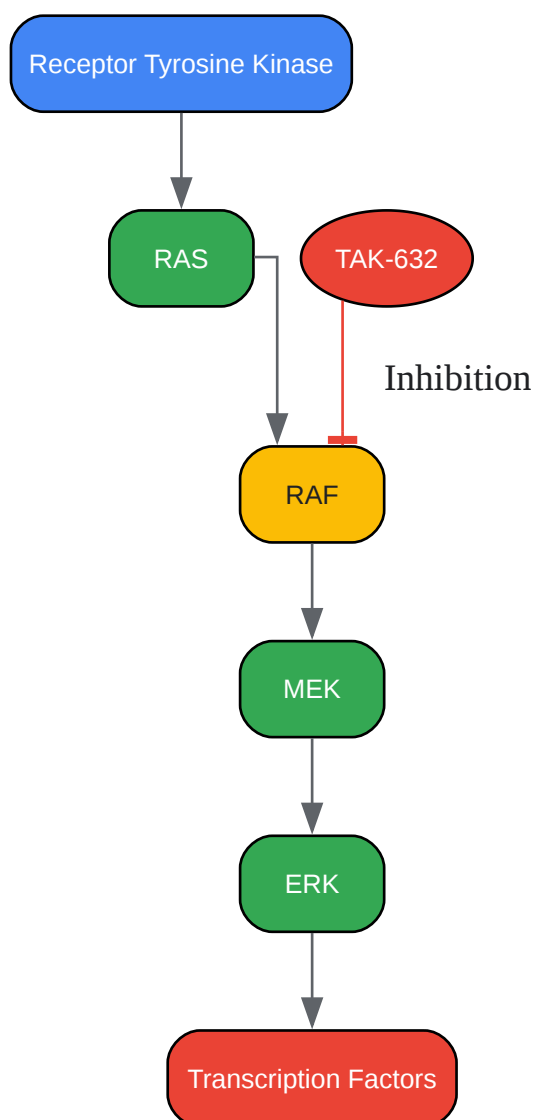 Receptor Tyrosine Kinase
RAS
TAK-632
Inhibition
RAF
MEK
ERK
Transcription Factors